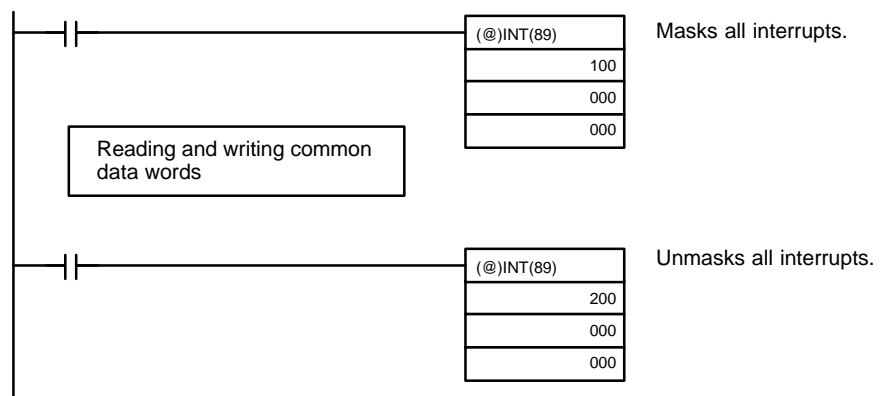 (@)INT(89)
Masks all interrupts.
100
000
000
Reading and writing common
data words
(@)INT(89)
Unmasks all interrupts.
200
000
000